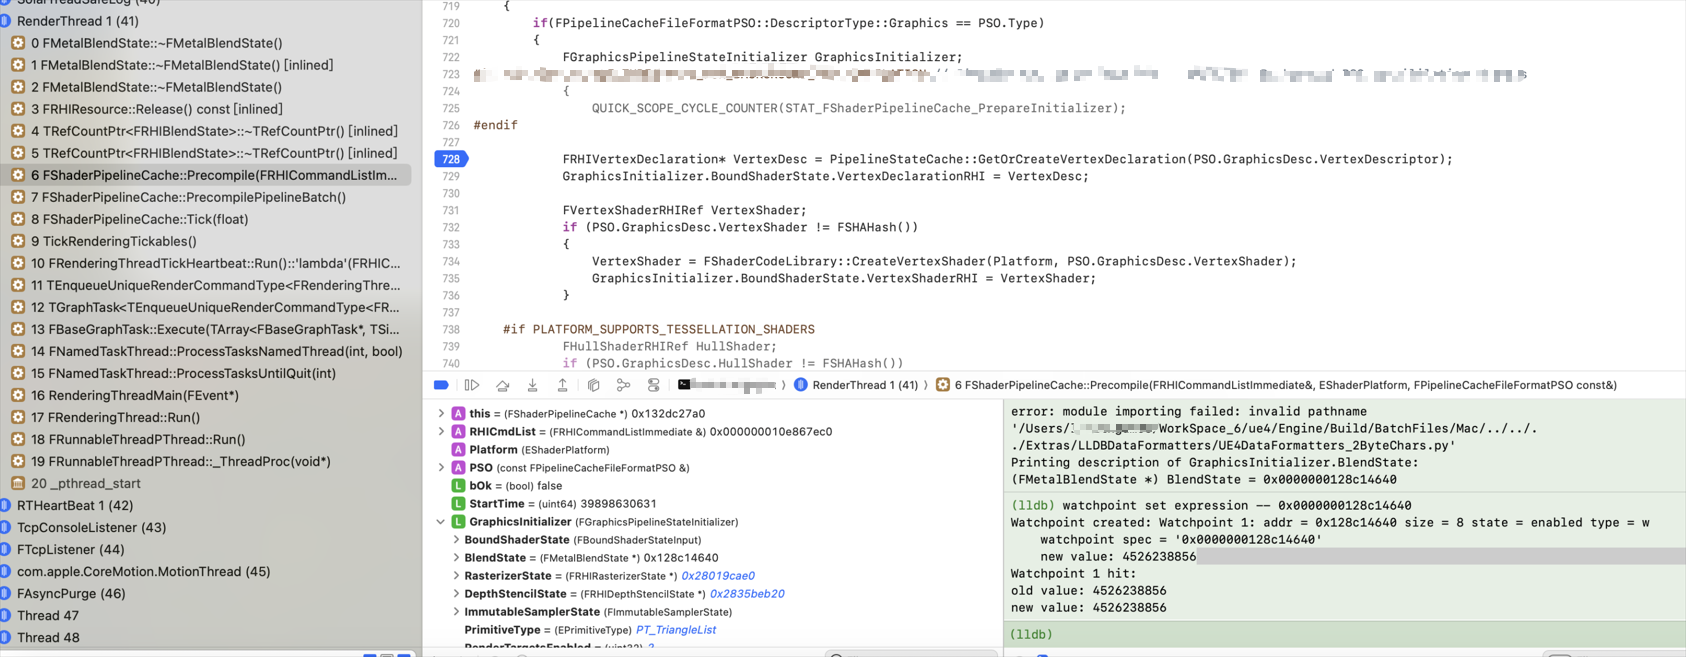 RenderThread 1 (41)
0 FMetalBlendState::~FMetalBlendState()
1 FMetalBlendState::~FMetalBlendState() [inlined]
2 FMetalBlendState::~FMetalBlendState()
3 FRHIResource::Release() const [inlined]
4 TRefCountPtr<FRHIBlendState>::~TRefCountPtr() [inlined]
5 TRefCountPtr<FRHIBlendState>::~TRefCountPtr() [inlined]
6 FShaderPipelineCache::Precompile(FRHICommandListIm...
7 FShaderPipelineCache::PrecompilePipelineBatch()
8 FShaderPipelineCache::Tick(float)
9 TickRenderingTickables()
10 FRenderingThreadTickHeartbeat::Run()::'lambda'(FRHIC...
11 TEnqueueUniqueRenderCommandType<FRenderingThre...
12 TGraphTask<TEnqueueUniqueRenderCommandType<FR...
13 FBaseGraphTask::Execute(TArray<FBaseGraphTask*, TSi...
14 FNamedTaskThread::ProcessTasksNamedThread(int, bool)
15 FNamedTaskThread::ProcessTasksUntilQuit(int)
16 RenderingThreadMain(FEvent*)
17 FRenderingThread::Run()
18 FRunnableThreadPThread::Run()
19 FRunnableThreadPThread::_ThreadProc(void*)
20 _pthread_start
RTHeartBeat 1 (42)
TcpConsoleListener (43)
FTcpListener (44)
com.apple.CoreMotion.MotionThread (45)
FAsyncPurge (46)
Thread 47
Thread 48
719 {
720 if(FPipelineCacheFileFormatPSO::DescriptorType::Graphics == PSO.Type)
721 {
722 FGraphicsPipelineStateInitializer GraphicsInitializer;
723
724 {
725 QUICK_SCOPE_CYCLE_COUNTER(STAT_FShaderPipelineCache_PrepareInitializer);
726 #endif
727
728 FRHIVertexDeclaration* VertexDesc = PipelineStateCache::GetOrCreateVertexDeclaration(PSO.GraphicsDesc.VertexDescriptor);
729 GraphicsInitializer.BoundShaderState.VertexDeclarationRHI = VertexDesc;
730
731 FVertexShaderRHIRef VertexShader;
732 if (PSO.GraphicsDesc.VertexShader != FSHAHash())
733 {
734 VertexShader = FShaderCodeLibrary::CreateVertexShader(Platform, PSO.GraphicsDesc.VertexShader);
735 GraphicsInitializer.BoundShaderState.VertexShaderRHI = VertexShader;
736 }
737
738 #if PLATFORM_SUPPORTS_TESSELLATION_SHADERS
739 FHullShaderRHIRef HullShader;
740 if (PSO.GraphicsDesc.HullShader != FSHAHash())
RenderThread 1 (41) 〉 6 FShaderPipelineCache::Precompile(FRHICommandListImmediate&, EShaderPlatform, FPipelineCacheFileFormatPSO const&)
A this = (FShaderPipelineCache *) 0x132dc27a0
A RHICmdList = (FRHICommandListImmediate &) 0x000000010e867ec0
A Platform (EShaderPlatform)
A PSO (const FPipelineCacheFileFormatPSO &)
L bOk = (bool) false
L StartTime = (uint64) 39898630631
L GraphicsInitializer (FGraphicsPipelineStateInitializer)
BoundShaderState (FBoundShaderStateInput)
BlendState = (FMetalBlendState *) 0x128c14640
RasterizerState = (FRHIRasterizerState *) 0x28019cae0
DepthStencilState = (FRHIDepthStencilState *) 0x2835beb20
ImmutableSamplerState (FImmutableSamplerState)
PrimitiveType = (EPrimitiveType) PT_TriangleList
RenderTargetsEnabled = (uint32) 2
error: module importing failed: invalid pathname
'/Users/ WorkSpace_6/ue4/Engine/Build/BatchFiles/Mac/../../.
./Extras/LLDBDataFormatters/UE4DataFormatters_2ByteChars.py'
Printing description of GraphicsInitializer.BlendState:
(FMetalBlendState *) BlendState = 0x0000000128c14640
(lldb) watchpoint set expression -- 0x0000000128c14640
Watchpoint created: Watchpoint 1: addr = 0x128c14640 size = 8 state = enabled type = w
watchpoint spec = '0x0000000128c14640'
new value: 4526238856
Watchpoint 1 hit:
old value: 4526238856
new value: 4526238856
(lldb)